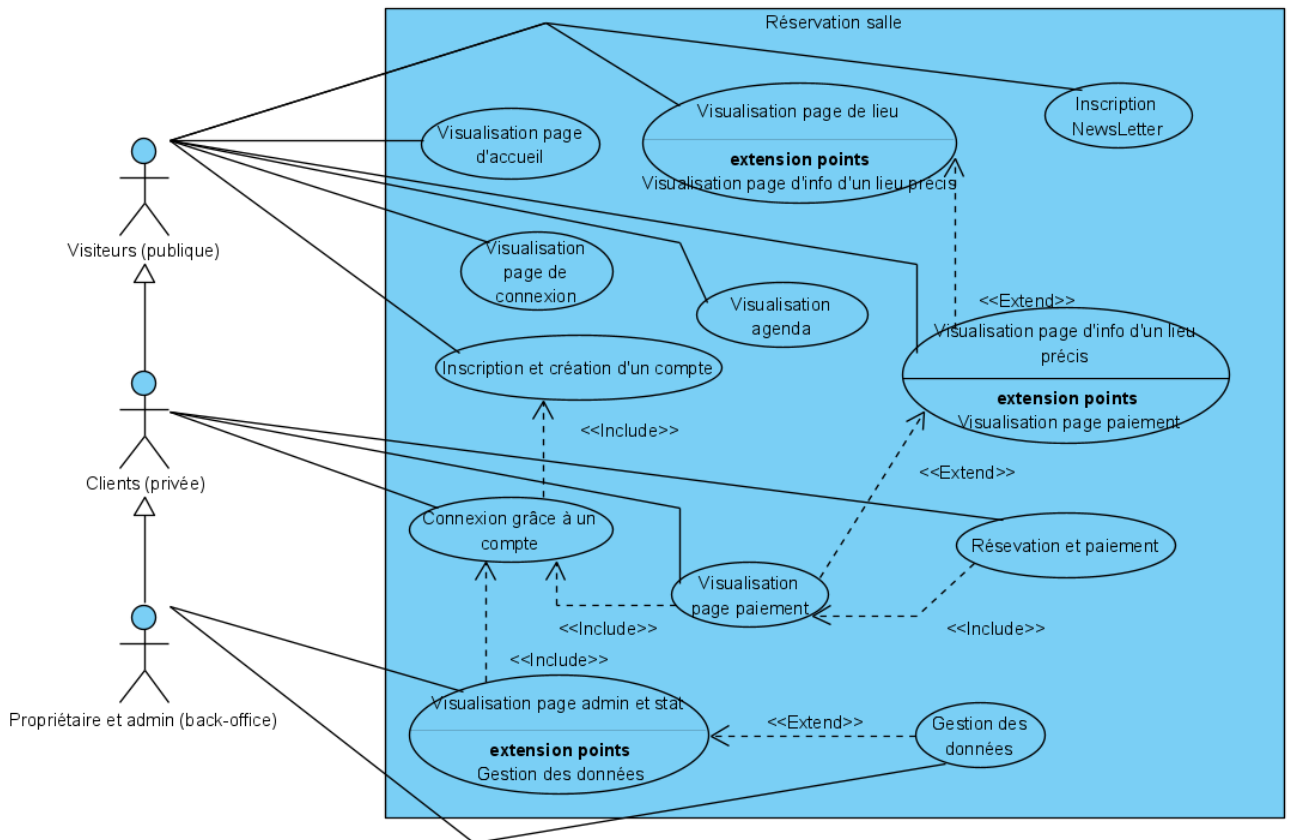 Réservation salle
Visualisation page de lieu
extension points
Visualisation page d'info d'un lieu précis
Inscription
NewsLetter
Visualisation page
d'accueil
Visiteurs (publique)
Visualisation
page de
connexion
Visualisation
agenda
<<Extend>>
Visualisation page d'info d'un lieu
précis
extension points
Visualisation page paiement
Inscription et création d'un compte
<<Include>>
<<Extend>>
Clients (privée)
Connexion grâce à un
compte
Résevation et paiement
Visualisation
page paiement
<<Include>>
<<Include>>
<<Include>>
Propriétaire et admin (back-office)
Visualisation page admin et stat
extension points
Gestion des données
<<Extend>>
Gestion des
données